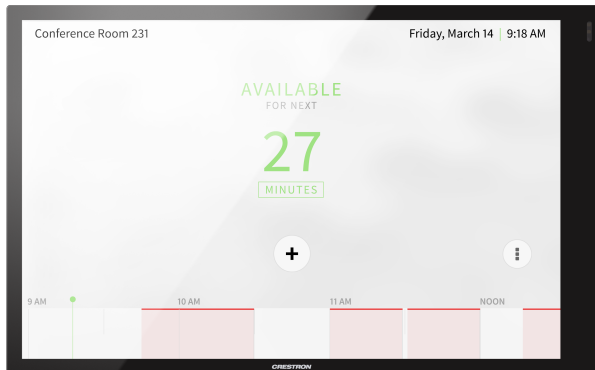 Conference Room 231
Friday, March 14 | 9:18 AM
AVAILABLE
FOR NEXT
27
MINUTES
9 AM
10 AM
11 AM
NOON
CRESTRON